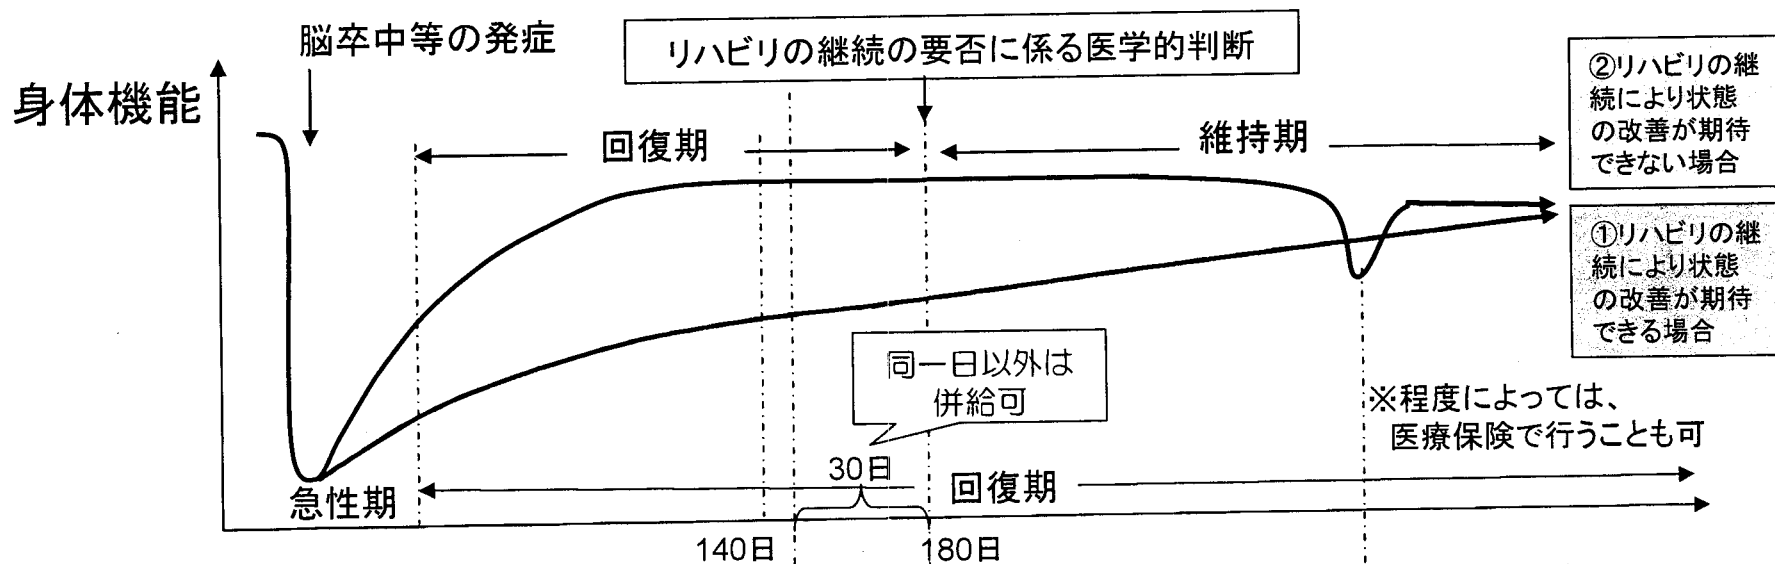 脳卒中等の発症
リハビリの継続の要否に係る医学的判断
身体機能
回復期
維持期
②リハビリの継
続により状態
の改善が期待
できない場合
①リハビリの継
続により状態
の改善が期待
できる場合
同一日以外は
併給可
※程度によっては、
医療保険で行うことも可
30日
急性期
回復期
140日
180日